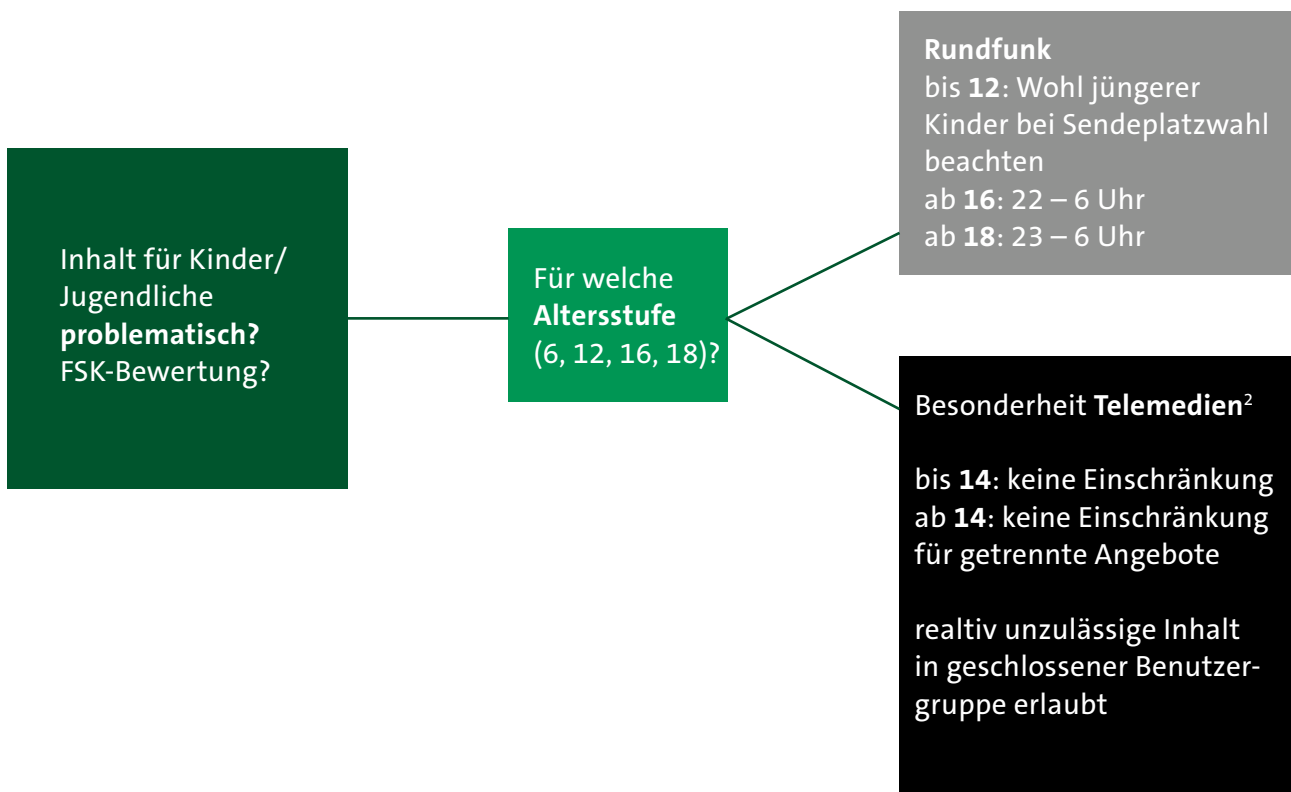 Inhalt für Kinder/
Jugendliche
problematisch?
FSK-Bewertung?
Für welche
Altersstufe
(6, 12, 16, 18)?
Rundfunk
bis 12: Wohl jüngerer
Kinder bei Sendeplatzwahl
beachten
ab 16: 22 – 6 Uhr
ab 18: 23 – 6 Uhr
Besonderheit Telemedien²
bis 14: keine Einschränkung
ab 14: keine Einschränkung
für getrennte Angebote
realtiv unzulässige Inhalt
in geschlossener Benutzer-
gruppe erlaubt